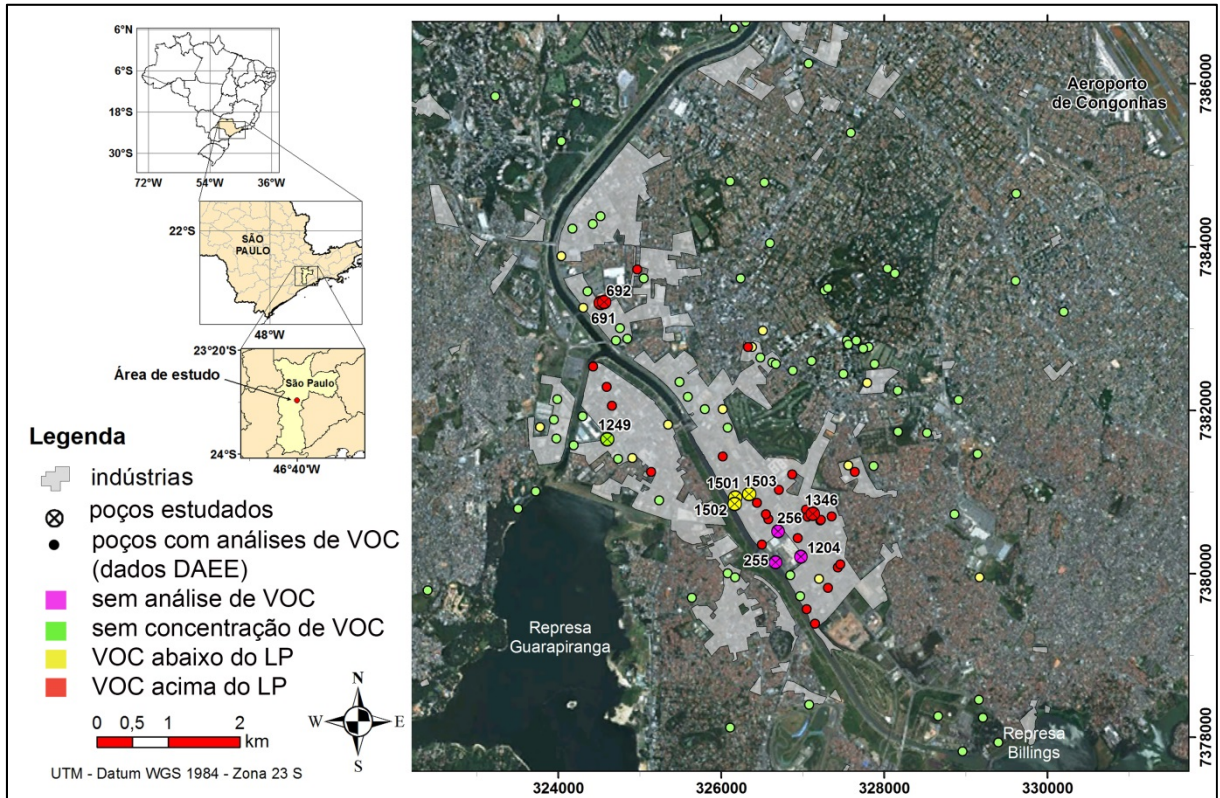 6°N
6°S
18°S
30°S
72°W 54°W 36°W
22°S
SÃO
PAULO
48°W
23°20'S
Área de estudo
São Paulo
24°S
46°40'W
Legenda
indústrias
poços estudados
poços com análises de VOC
(dados DAEE)
sem análise de VOC
sem concentração de VOC
VOC abaixo do LP
VOC acima do LP
0 0,5 1 2
km
N
W E
S
UTM - Datum WGS 1984 - Zona 23 S
Aeroporto
de Congonhas
692
691
1249
1501 1503
1502
1346
256
1204
255
Represa
Guarapiranga
Represa
Billings
324000 326000 328000 330000
7386000
7384000
7382000
7380000
7378000